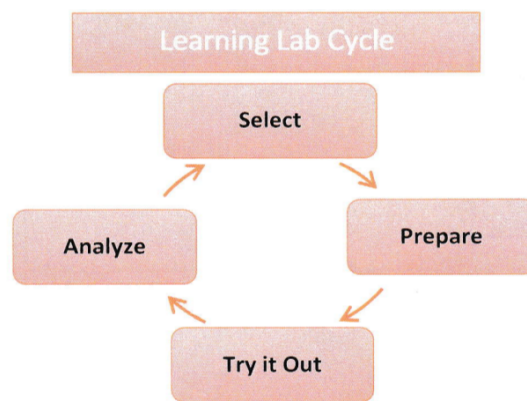 Learning Lab Cycle
Select
Prepare
Try it Out
Analyze